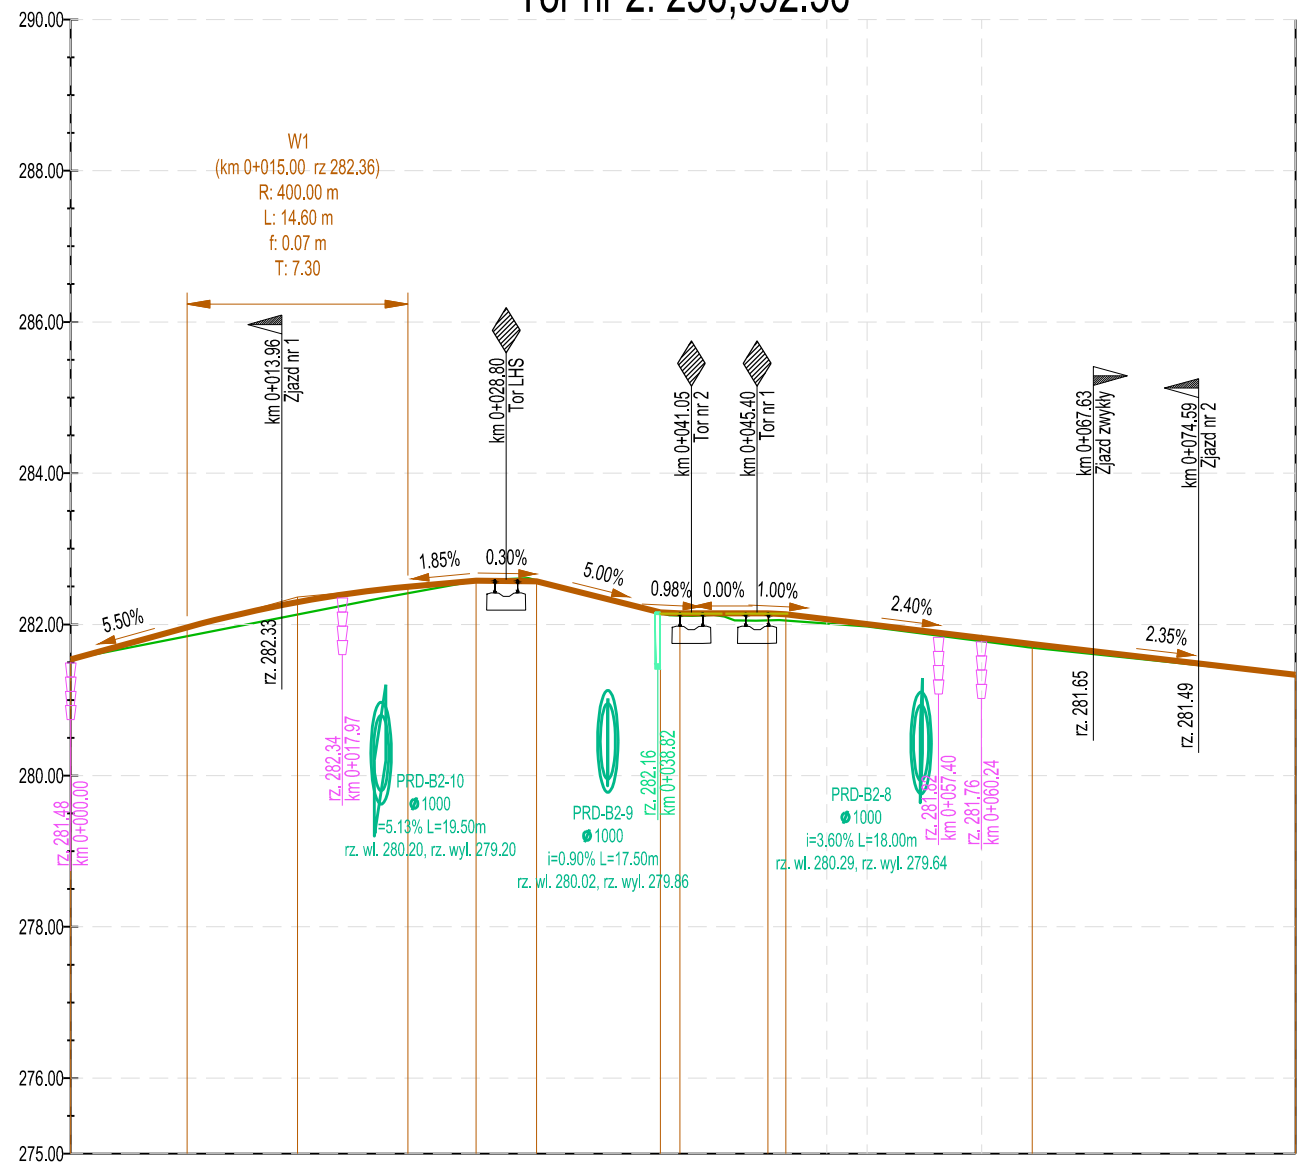 Tor nr 2: 256,992.56
290.00
W1
(km 0+015.00 rz 282.36)
R: 400.00 m
L: 14.60 m
f: 0.07 m
T: 7.30
288.00
286.00
km 0+013.96
Zjazd nr 1
km 0+028.80
Tor LHS
km 0+041.05
Tor nr 2
km 0+045.40
Tor nr 1
km 0+067.63
Zjazd zwykły
km 0+074.59
Zjazd nr 2
284.00
5.50%
1.85%
0.30%
5.00%
0.98%
0.00%
1.00%
2.40%
2.35%
282.00
rz. 282.33
rz. 281.65
rz. 281.49
rz. 282.34
km 0+017.97
rz. 282.16
km 0+038.82
km 0+057.40
rz. 281.76
km 0+060.24
rz. 281.48
km 0+000.00
280.00
PRD-B2-10
Ø 1000
i=5.13% L=19.50m
rz. wl. 280.20, rz. wyl. 279.20
PRD-B2-9
Ø 1000
i=0.90% L=17.50m
rz. wl. 280.02, rz. wyl. 279.86
PRD-B2-8
Ø 1000
i=3.60% L=18.00m
rz. wl. 280.29, rz. wyl. 279.64
278.00
276.00
275.00